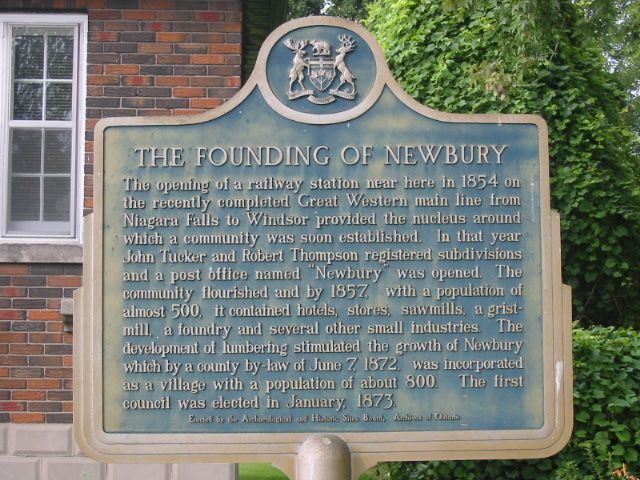 THE FOUNDING OF NEWBURY
The opening of a railway station near here in 1854 on
the recently completed Great Western main line from
Niagara Falls to Windsor provided the nucleus around
which a community was soon established. In that year
John Tucker and Robert Thompson registered subdivisions
and a post office named "Newbury" was opened. The
community flourished and by 1857, with a population of
almost 500, it contained hotels, stores, sawmills, a grist-
mill, a foundry and several other small industries. The
development of lumbering stimulated the growth of Newbury
which by a county by-law of June 7, 1872, was incorporated
as a village with a population of about 800. The first
council was elected in January, 1873.
Erected by the Archaeological and Historic Sites Board, Archives of Ontario